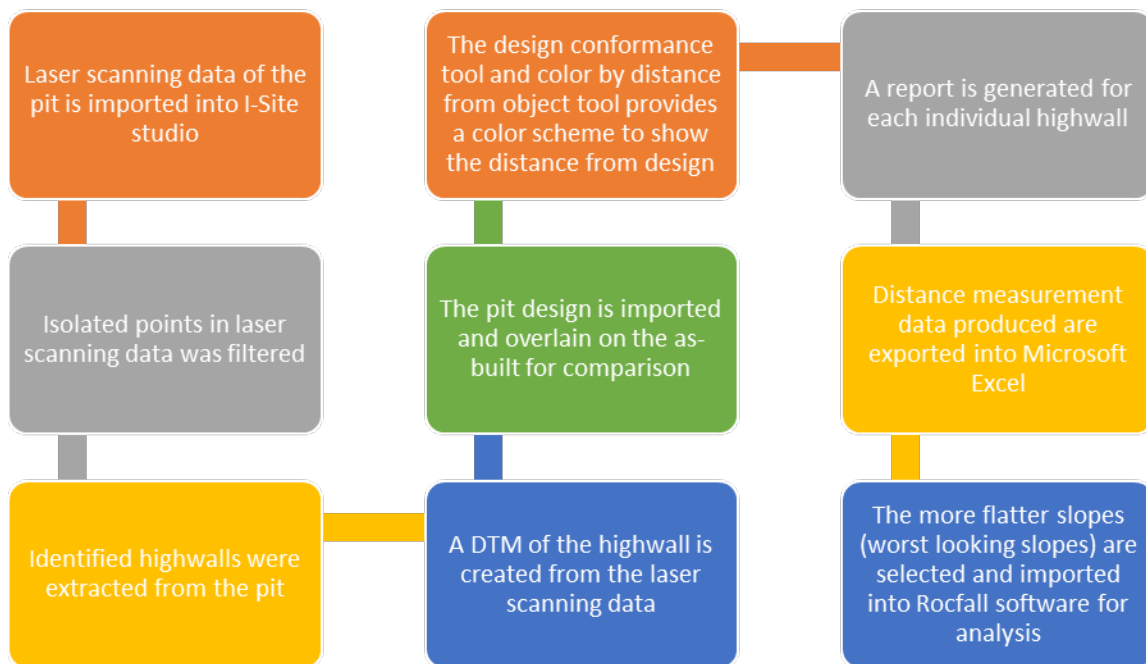 Laser scanning data of the
pit is imported into I-Site
studio
Isolated points in laser
scanning data was filtered
Identified highwalls were
extracted from the pit
A DTM of the highwall is
created from the laser
scanning data
The pit design is imported
and overlain on the as-
built for comparison
The design conformance
tool and color by distance
from object tool provides
a color scheme to show
the distance from design
A report is generated for
each individual highwall
Distance measurement
data produced are
exported into Microsoft
Excel
The more flatter slopes
(worst looking slopes) are
selected and imported
into Rocfall software for
analysis